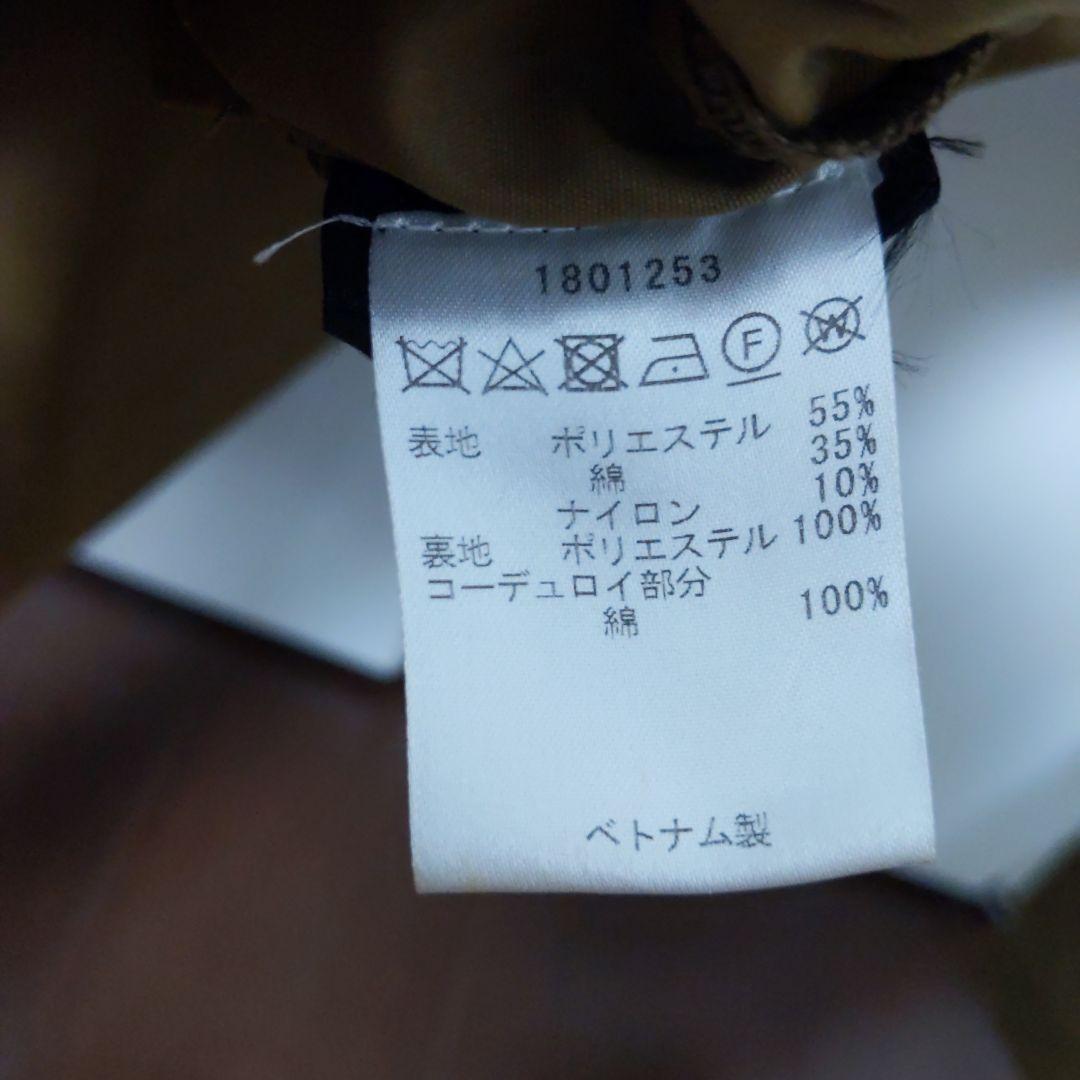 1801253
F W
表地 ポリエステル 55%
綿 35%
ナイロン 10%
裏地 ポリエステル 100%
コーデュロイ部分
綿 100%
ベトナム製